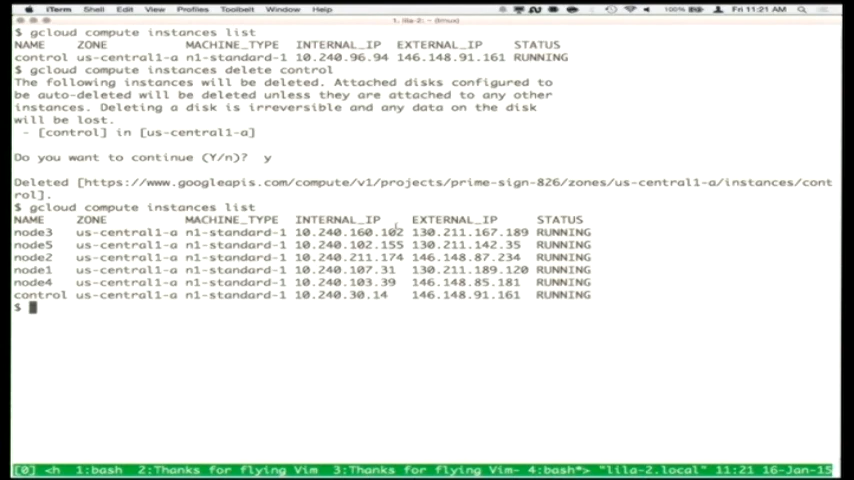 iTerm Shell Edit View Profiles Toolbelt Window Help 100% Fri 11:21 AM
1. lila-2: ~ (tmux)
$ gcloud compute instances list
NAME ZONE MACHINE_TYPE INTERNAL_IP EXTERNAL_IP STATUS
control us-central1-a n1-standard-1 10.240.96.94 146.148.91.161 RUNNING
$ gcloud compute instances delete control
The following instances will be deleted. Attached disks configured to
be auto-deleted will be deleted unless they are attached to any other
instances. Deleting a disk is irreversible and any data on the disk
will be lost.
- [control] in [us-central1-a]
Do you want to continue (Y/n)? y
Deleted [https://www.googleapis.com/compute/v1/projects/prime-sign-826/zones/us-central1-a/instances/cont
rol].
$ gcloud compute instances list
NAME ZONE MACHINE_TYPE INTERNAL_IP EXTERNAL_IP STATUS
node3 us-central1-a n1-standard-1 10.240.160.102 130.211.167.189 RUNNING
node5 us-central1-a n1-standard-1 10.240.102.155 130.211.142.35 RUNNING
node2 us-central1-a n1-standard-1 10.240.211.174 146.148.87.234 RUNNING
node1 us-central1-a n1-standard-1 10.240.107.31 130.211.189.120 RUNNING
node4 us-central1-a n1-standard-1 10.240.103.39 146.148.85.181 RUNNING
control us-central1-a n1-standard-1 10.240.30.14 146.148.91.161 RUNNING
$
[0] <h 1:bash 2:Thanks for flying Vim 3:Thanks for flying Vim- 4:bash*> "lila-2.local" 11:21 16-Jan-15